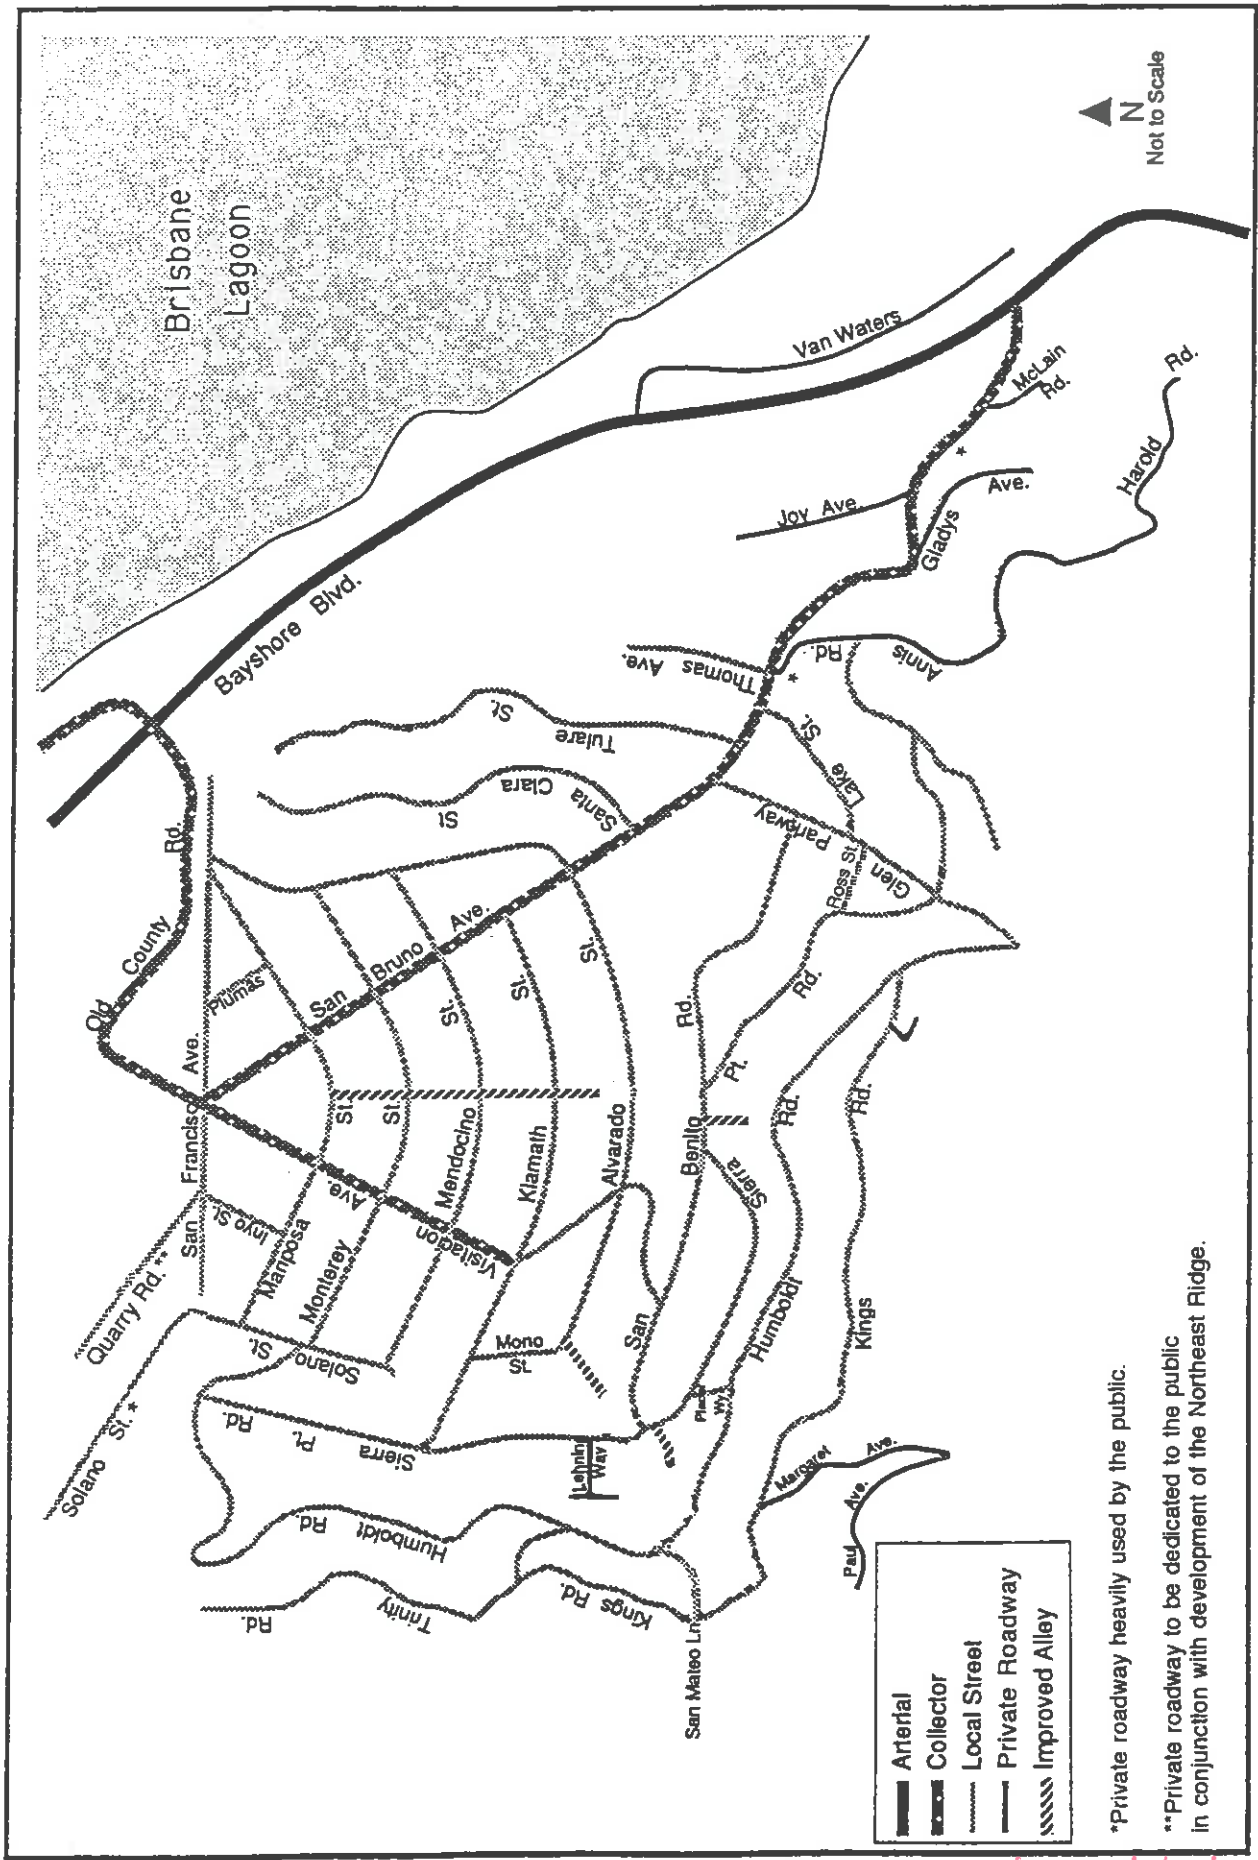 Brisbane
Lagoon
N
Not to Scale
Bayshore Blvd.
Van Waters
McLain
Rd.
Harold
Rd.
Joy Ave.
Gladys
Ave.
*
Annis
Rd.
*
Thomas
Ave.
Tulare
St.
Santa
Clara
St
Lake
St.
Glen
Parkway
Ross St.
Old
County
Rd.
San
Francisco
Ave.
Plumas
San
Bruno
Ave.
Quarry Rd. **
Inyo St.
Solano
St. *
Solano
St.
Mariposa
St.
Monterey
St.
Mendocino
St.
Klamath
St.
Alvarado
St.
Visitacion
Ave.
Mono
St.
San
Benito
Rd.
Sierra
Pt.
Rd.
Sierra
Pt.
Rd.
Humboldt
Rd.
Kings
Rd.
Placer
Wy.
Lehning
Way
Humboldt
Rd
Trinity
Rd.
Kings Rd.
San Mateo Ln
Margaret
Ave.
Paul
Ave.
Arterial
Collector
Local Street
Private Roadway
Improved Alley
*Private roadway heavily used by the public.
**Private roadway to be dedicated to the public
in conjunction with development of the Northeast Ridge.